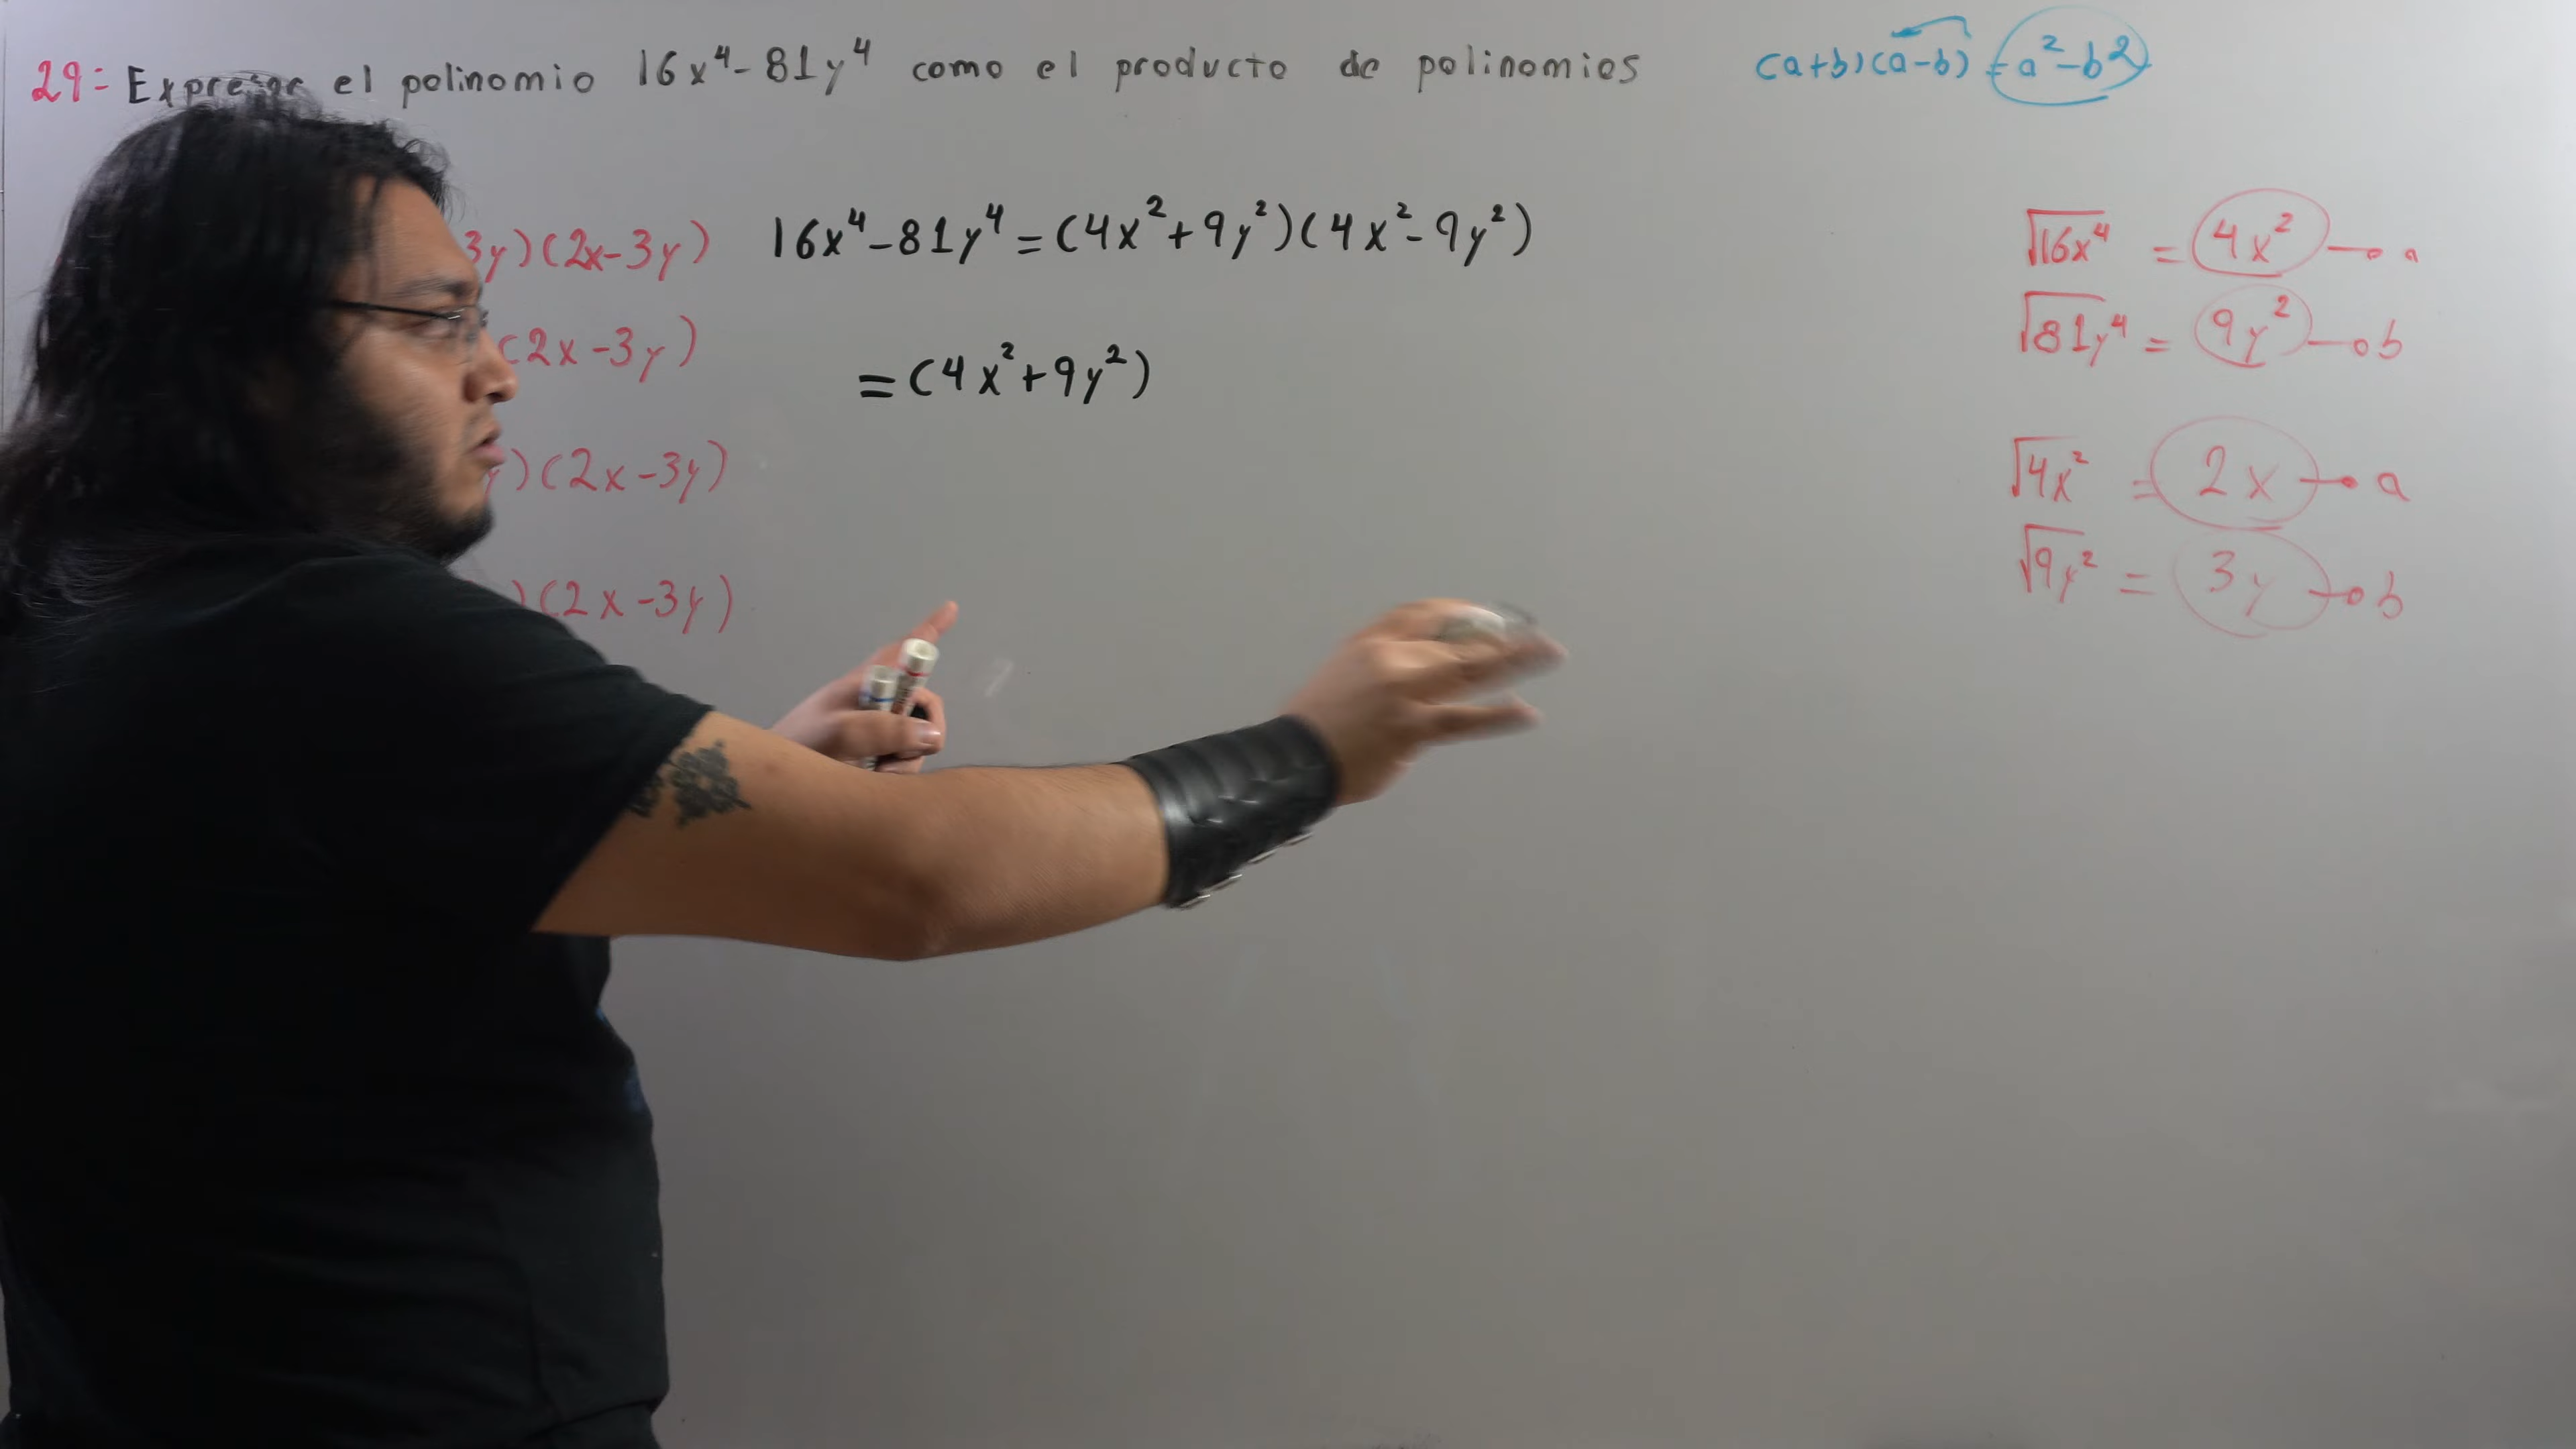 29= Expresar el polinomio 16x⁴-81y⁴ como el producto de polinomios
(a+b)(a-b) = a²-b²
3y)(2x-3y)
(2x-3y)
)(2x-3y)
)(2x-3y)
16x⁴-81y⁴=(4x²+9y²)(4x²-9y²)
=(4x²+9y²)
√16x⁴ = 4x² → a
√81y⁴ = 9y² → b
√4x² = 2x → a
√9y² = 3y → b